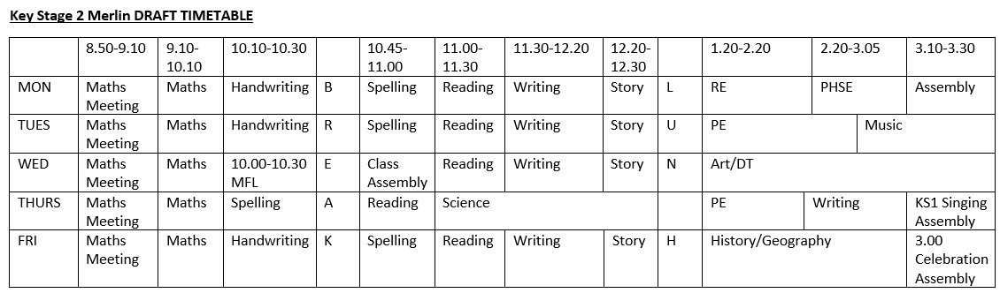 Key Stage 2 Merlin DRAFT TIMETABLE
8.50-9.10 9.10-10.10 10.10-10.30 10.45-11.00 11.00-11.30 11.30-12.20 12.20-12.30 1.20-2.20 2.20-3.05 3.10-3.30
MON Maths Meeting Maths Handwriting B Spelling Reading Writing Story L RE PHSE Assembly
TUES Maths Meeting Maths Handwriting R Spelling Reading Writing Story U PE Music
WED Maths Meeting Maths 10.00-10.30 MFL E Class Assembly Reading Writing Story N Art/DT
THURS Maths Meeting Maths Spelling A Reading Science C PE Writing KS1 Singing Assembly
FRI Maths Meeting Maths Handwriting K Spelling Reading Writing Story H History/Geography 3.00 Celebration Assembly